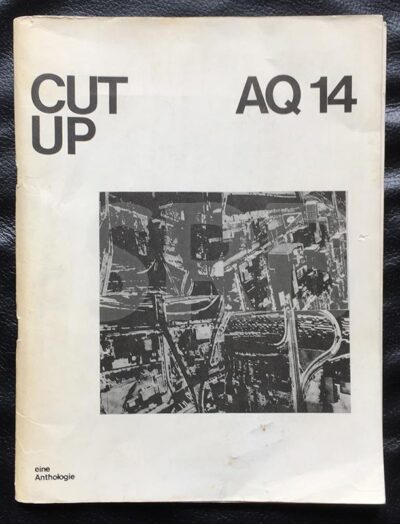 CUT
UP
AQ 14
eine
Anthologie